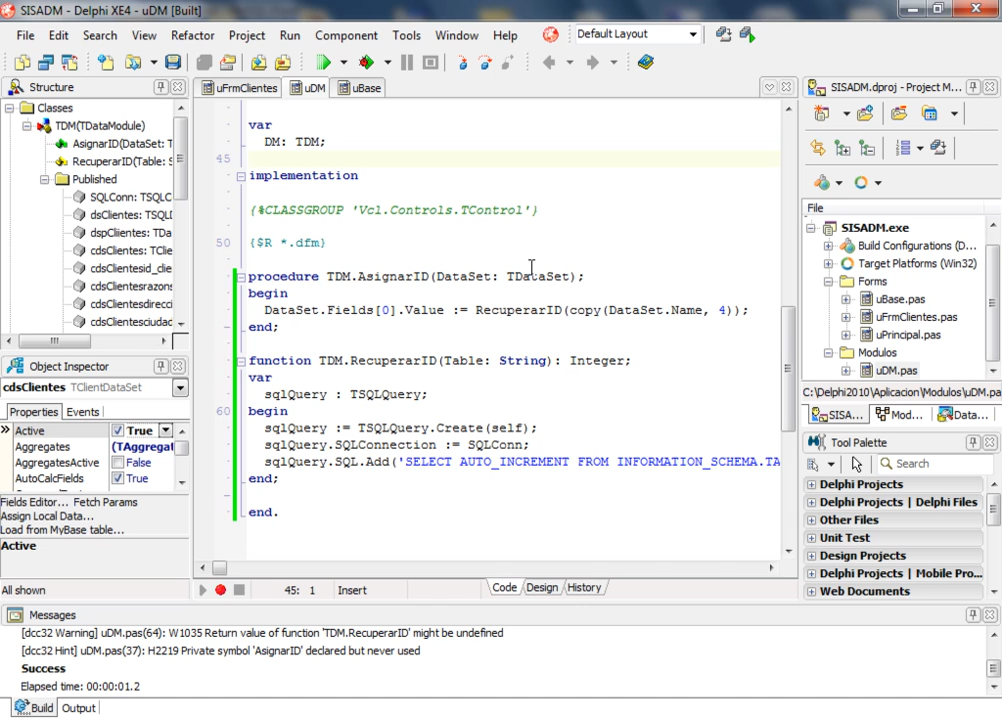 SISADM - Delphi XE4 - uDM [Built]
File Edit Search View Refactor Project Run Component Tools Window Help
Default Layout
Structure
Classes
TDM(TDataModule)
AsignarID(DataSet: T
RecuperarID(Table: S
Published
SQLConn: TSQLC
dsClientes: TSQL
dspClientes: TDa
cdsClientes: TClie
cdsClientesid_clie
cdsClientesrazons
cdsClientesdirecci
cdsClientesciudac
Object Inspector
cdsClientes TClientDataSet
Properties Events
Active True
Aggregates (TAggregat
AggregatesActive False
AutoCalcFields True
Fields Editor... Fetch Params
Assign Local Data...
Load from MyBase table...
Active
All shown
uFrmClientes uDM uBase
var
DM: TDM;
45
implementation
{%CLASSGROUP 'Vcl.Controls.TControl'}
50 {$R *.dfm}
procedure TDM.AsignarID(DataSet: TDataSet);
begin
DataSet.Fields[0].Value := RecuperarID(copy(DataSet.Name, 4));
end;
function TDM.RecuperarID(Table: String): Integer;
var
sqlQuery : TSQLQuery;
60 begin
sqlQuery := TSQLQuery.Create(self);
sqlQuery.SQLConnection := SQLConn;
sqlQuery.SQL.Add('SELECT AUTO_INCREMENT FROM INFORMATION_SCHEMA.TA
end;
end.
45: 1 Insert
Code Design History
SISADM.dproj - Project M...
File
SISADM.exe
Build Configurations (D...
Target Platforms (Win32)
Forms
uBase.pas
uFrmClientes.pas
uPrincipal.pas
Modulos
uDM.pas
C:\Delphi2010\Aplicacion\Modulos\uDM.pa
SISA... Mod... Data...
Tool Palette
Search
Delphi Projects
Delphi Projects | Delphi Files
Other Files
Unit Test
Design Projects
Delphi Projects | Mobile Pro...
Web Documents
Messages
[dcc32 Warning] uDM.pas(64): W1035 Return value of function 'TDM.RecuperarID' might be undefined
[dcc32 Hint] uDM.pas(37): H2219 Private symbol 'AsignarID' declared but never used
Success
Elapsed time: 00:00:01.2
Build Output